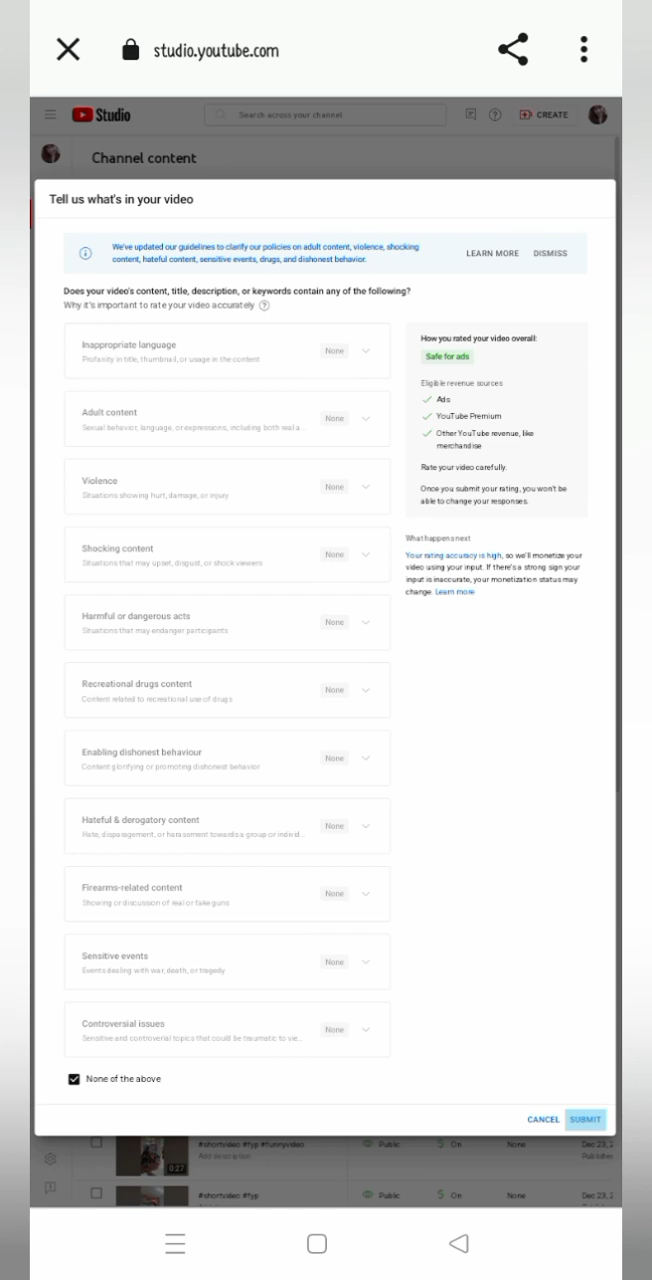 studio.youtube.com
Studio
Search across your channel
CREATE
Channel content
Tell us what's in your video
We've updated our guidelines to clarify our policies on adult content, violence, shocking
content, hateful content, sensitive events, drugs, and dishonest behavior.
LEARN MORE
DISMISS
Does your video's content, title, description, or keywords contain any of the following?
Why it's important to rate your video accurately
Inappropriate language
Profanity in title, thumbnail, or usage in the content
None
Adult content
Sexual behavior, language, or expressions, including both real a...
None
Violence
Situations showing hurt, damage, or injury
None
Shocking content
Situations that may upset, disgust, or shock viewers
None
Harmful or dangerous acts
Situations that may endanger participants
None
Recreational drugs content
Content related to recreational use of drugs
None
Enabling dishonest behaviour
Content glorifying or promoting dishonest behavior
None
Hateful & derogatory content
Hate, disparagement, or harassment towards a group or individ...
None
Firearms-related content
Showing or discussion of real or fake guns
None
Sensitive events
Events dealing with war, death, or tragedy
None
Controversial issues
Sensitive and controversial topics that could be traumatic to vie...
None
None of the above
How you rated your video overall:
Safe for ads
Eligible revenue sources
Ads
YouTube Premium
Other YouTube revenue, like
merchandise
Rate your video carefully.
Once you submit your rating, you won't be
able to change your responses.
What happens next
Your rating accuracy is high, so we'll monetize your
video using your input. If there's a strong sign your
input is inaccurate, your monetization status may
change. Learn more
CANCEL
SUBMIT
0:27
#shortvideo #fyp #funnyvideo
Add description
Public
On
None
Dec 23, 2
#shortvideo #fyp
Public
On
None
Dec 23, 2